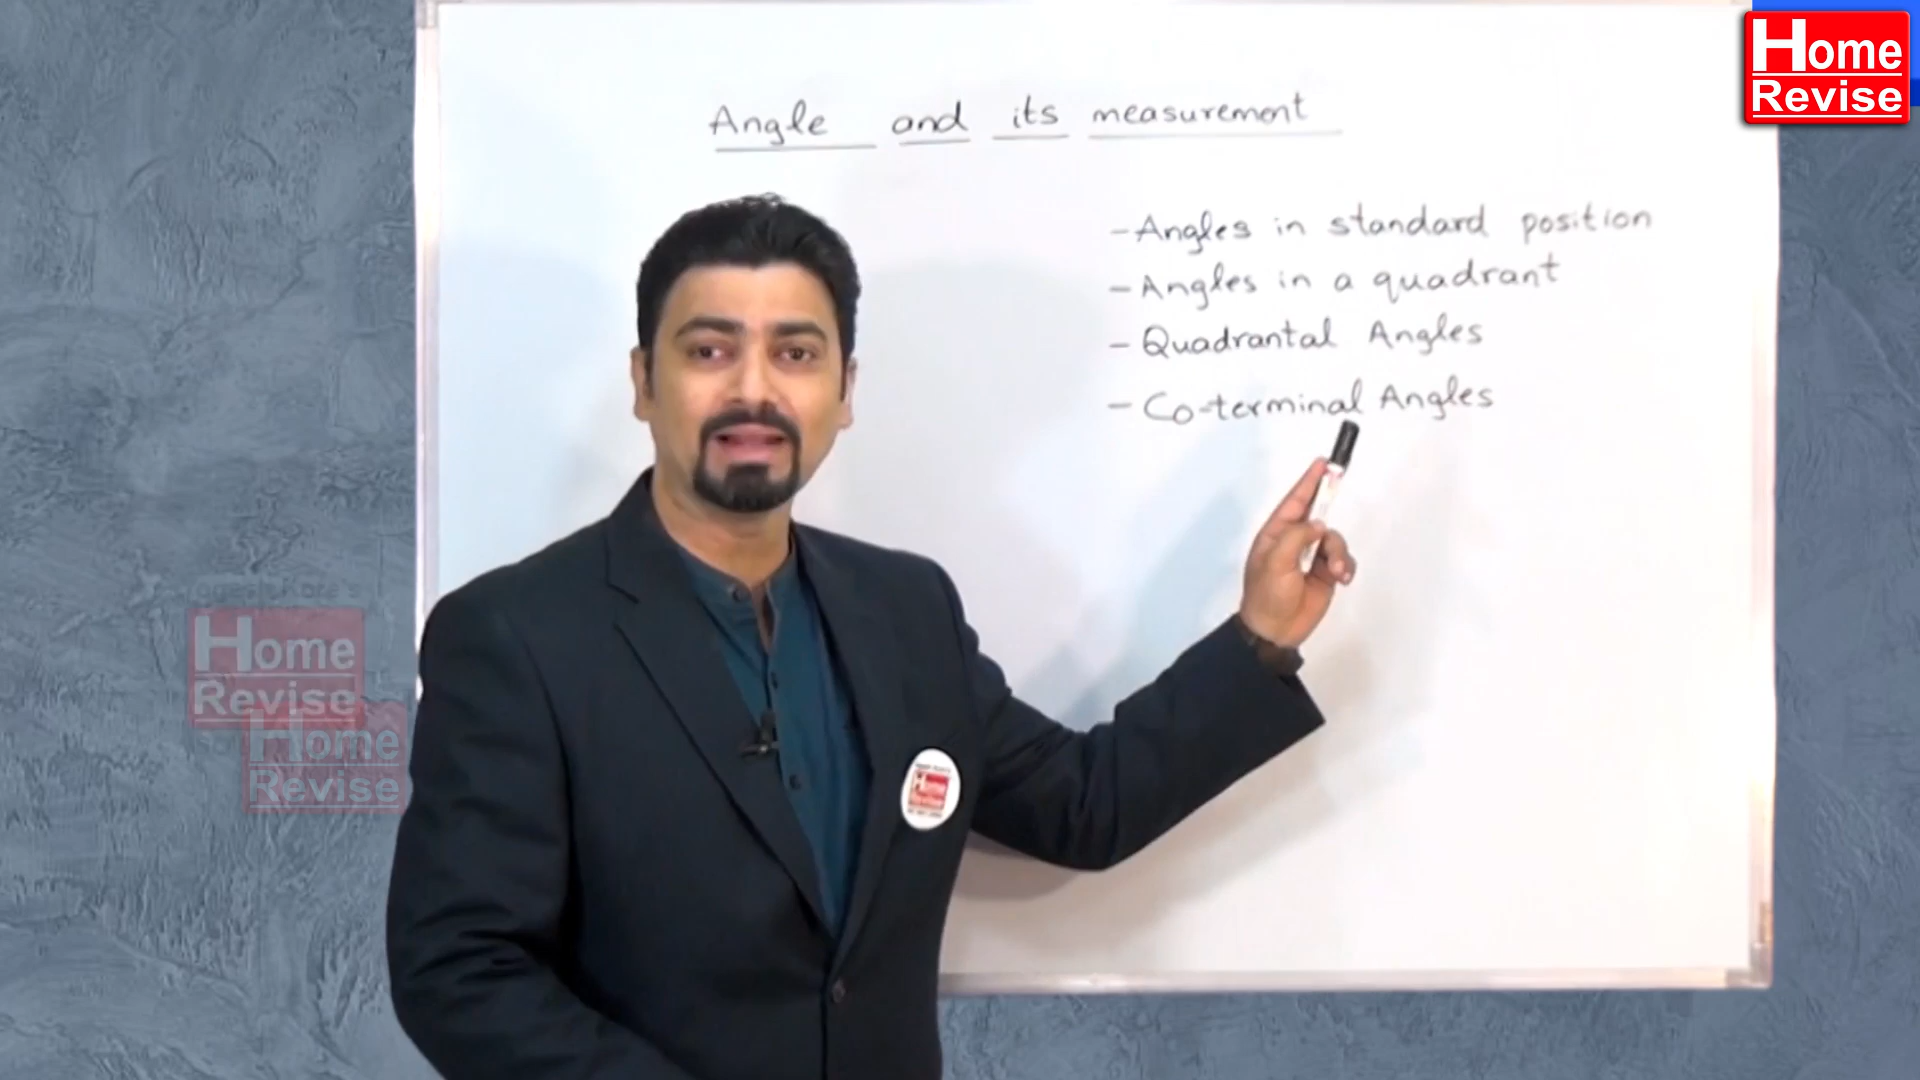 Home
Revise
Angle and its measurement
- Angles in standard position
- Angles in a quadrant
- Quadrantal Angles
- Co-terminal Angles
Home
Revise
Home
Revise
Home